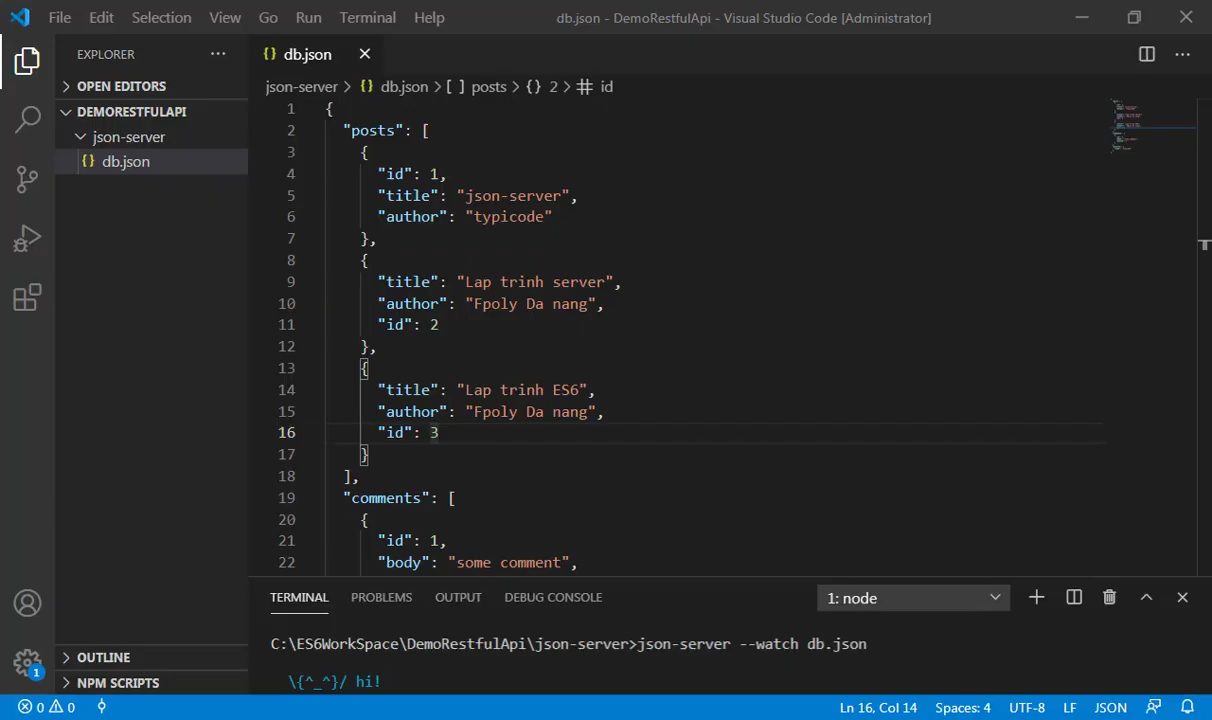 File Edit Selection View Go Run Terminal Help db.json - DemoRestfulApi - Visual Studio Code [Administrator]
EXPLORER
OPEN EDITORS
DEMORESTFULAPI
json-server
{} db.json
OUTLINE
NPM SCRIPTS
{} db.json
json-server > {} db.json > [ ] posts > {} 2 > # id
1 {
2 "posts": [
3 {
4 "id": 1,
5 "title": "json-server",
6 "author": "typicode"
7 },
8 {
9 "title": "Lap trinh server",
10 "author": "Fpoly Da nang",
11 "id": 2
12 },
13 {
14 "title": "Lap trinh ES6",
15 "author": "Fpoly Da nang",
16 "id": 3
17 }
18 ],
19 "comments": [
20 {
21 "id": 1,
22 "body": "some comment",
TERMINAL PROBLEMS OUTPUT DEBUG CONSOLE 1: node
C:\ES6WorkSpace\DemoRestfulApi\json-server>json-server --watch db.json
\{^_^}/ hi!
1
0 0 Ln 16, Col 14 Spaces: 4 UTF-8 LF JSON